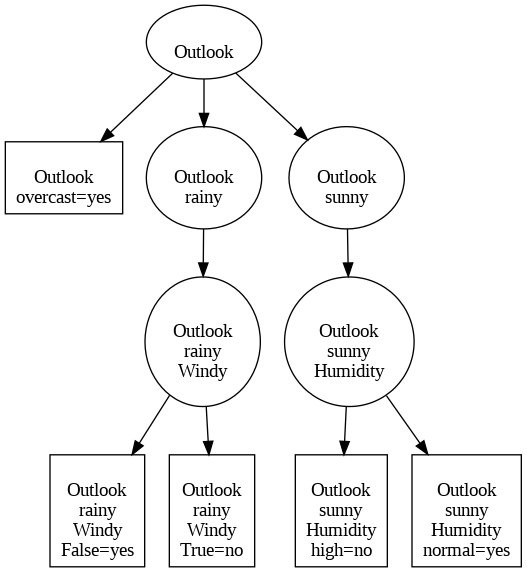 Outlook
Outlook
overcast=yes
Outlook
rainy
Outlook
sunny
Outlook
rainy
Windy
Outlook
sunny
Humidity
Outlook
rainy
Windy
False=yes
Outlook
rainy
Windy
True=no
Outlook
sunny
Humidity
high=no
Outlook
sunny
Humidity
normal=yes